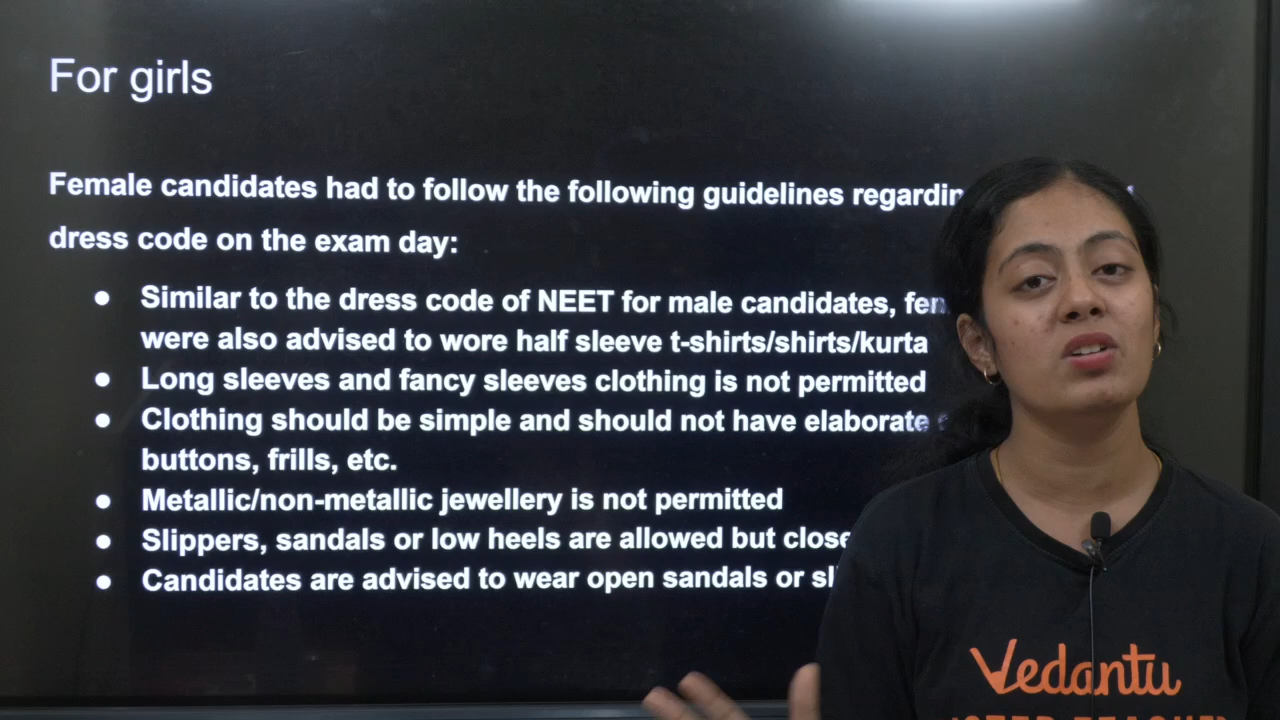 For girls
Female candidates had to follow the following guidelines
dress code on the exam day:
• Similar to the dress code of NEET for male candidates,
were also advised to wore half sleeve t-shirts/shirts/kurta
• Long sleeves and fancy sleeves clothing is not permitted
• Clothing should be simple and should not have elaborate
buttons, frills, etc.
• Metallic/non-metallic jewellery is not permitted
• Slippers, sandals or low heels are allowed but
• Candidates are advised to wear open sandals or
Vedantu